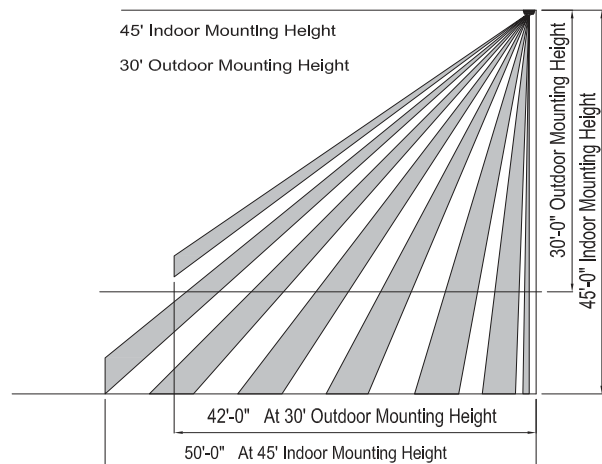 45' Indoor Mounting Height
30' Outdoor Mounting Height
30'-0" Outdoor Mounting Height
45'-0" Indoor Mounting Height
42'-0" At 30' Outdoor Mounting Height
50'-0" At 45' Indoor Mounting Height